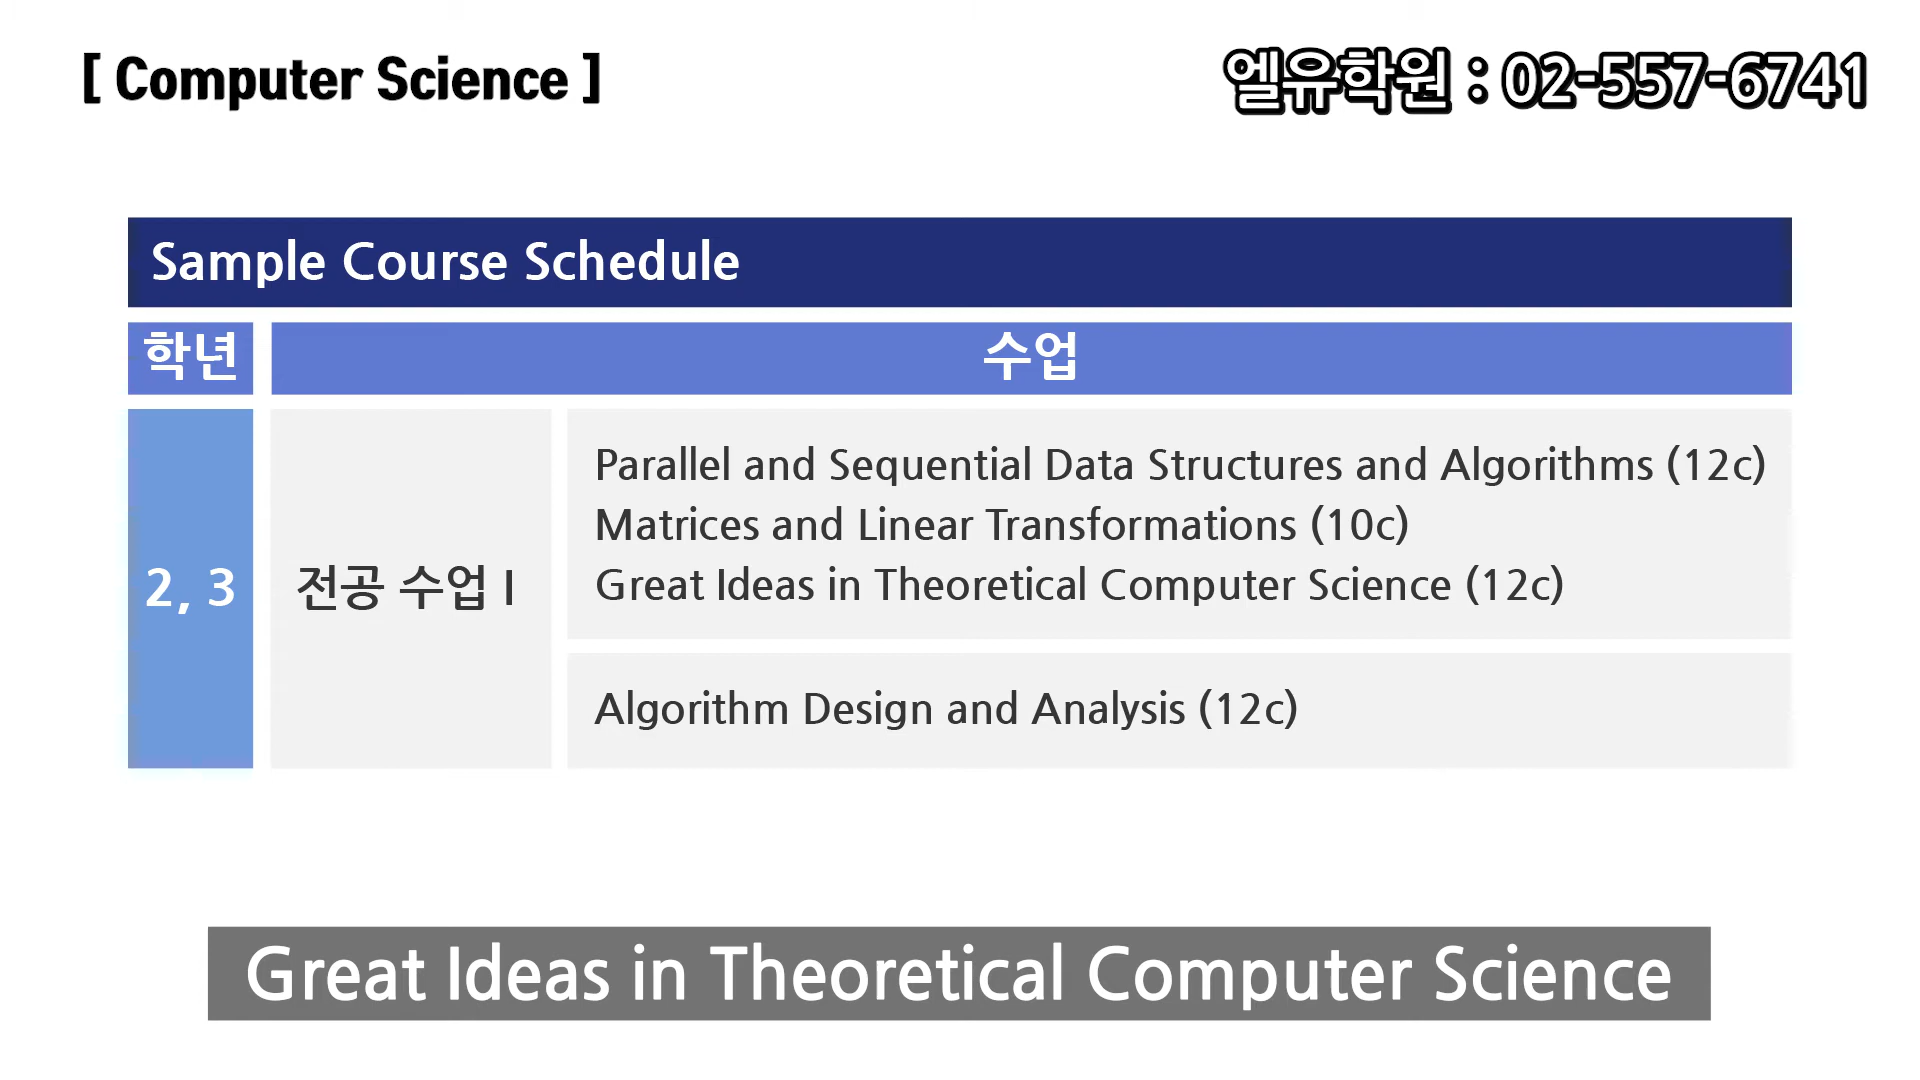 [ Computer Science ]
엘유학원 : 02-557-6741
Sample Course Schedule
학년
수업
2, 3
전공 수업 I
Parallel and Sequential Data Structures and Algorithms (12c)
Matrices and Linear Transformations (10c)
Great Ideas in Theoretical Computer Science (12c)
Algorithm Design and Analysis (12c)
Great Ideas in Theoretical Computer Science